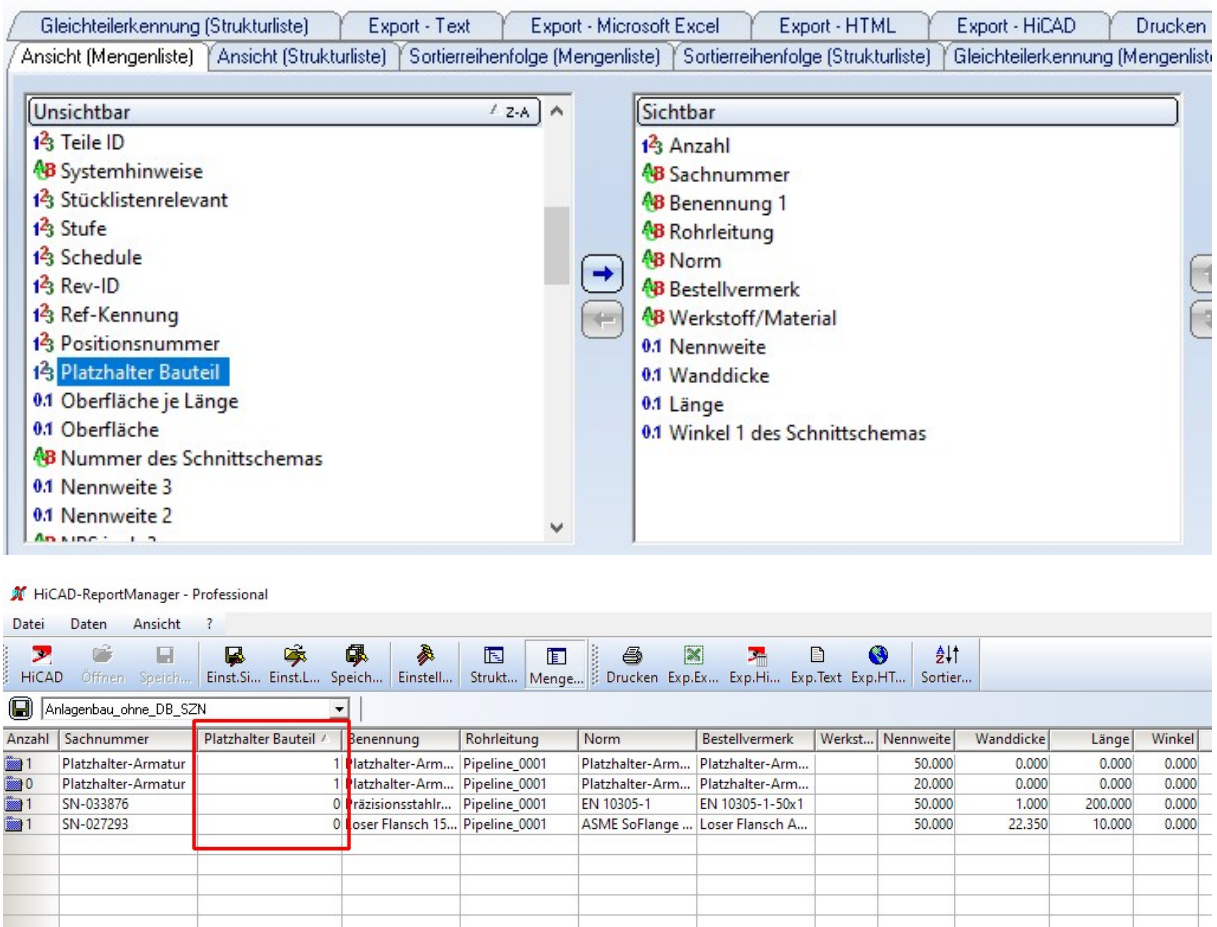 Gleichteilerkennung (Strukturliste) Export - Text Export - Microsoft Excel Export - HTML Export - HiCAD Drucken
Ansicht (Mengenliste) Ansicht (Strukturliste) Sortierreihenfolge (Mengenliste) Sortierreihenfolge (Strukturliste) Gleichteilerkennung (Mengenliste
Unsichtbar Z-A
Teile ID
Systemhinweise
Stücklistenrelevant
Stufe
Schedule
Rev-ID
Ref-Kennung
Positionsnummer
Platzhalter Bauteil
Oberfläche je Länge
Oberfläche
Nummer des Schnittschemas
Nennweite 3
Nennweite 2
Sichtbar
Anzahl
Sachnummer
Benennung 1
Rohrleitung
Norm
Bestellvermerk
Werkstoff/Material
Nennweite
Wanddicke
Länge
Winkel 1 des Schnittschemas
HiCAD-ReportManager - Professional
Datei Daten Ansicht ?
HiCAD Öffnen Speich... Einst.Si... Einst.L... Speich... Einstell... Strukt... Menge... Drucken Exp.Ex... Exp.Hi... Exp.Text Exp.HT... Sortier...
Anlagenbau_ohne_DB_SZN
Anzahl Sachnummer Platzhalter Bauteil Benennung Rohrleitung Norm Bestellvermerk Werkst... Nennweite Wanddicke Länge Winkel
1 Platzhalter-Armatur 1 Platzhalter-Arm... Pipeline_0001 Platzhalter-Arm... Platzhalter-Arm... 50.000 0.000 0.000 0.000
0 Platzhalter-Armatur 1 Platzhalter-Arm... Pipeline_0001 Platzhalter-Arm... Platzhalter-Arm... 20.000 0.000 0.000 0.000
1 SN-033876 0 Präzisionsstahlr... Pipeline_0001 EN 10305-1 EN 10305-1-50x1 50.000 1.000 200.000 0.000
1 SN-027293 0 Loser Flansch 15... Pipeline_0001 ASME SoFlange ... Loser Flansch A... 50.000 22.350 10.000 0.000